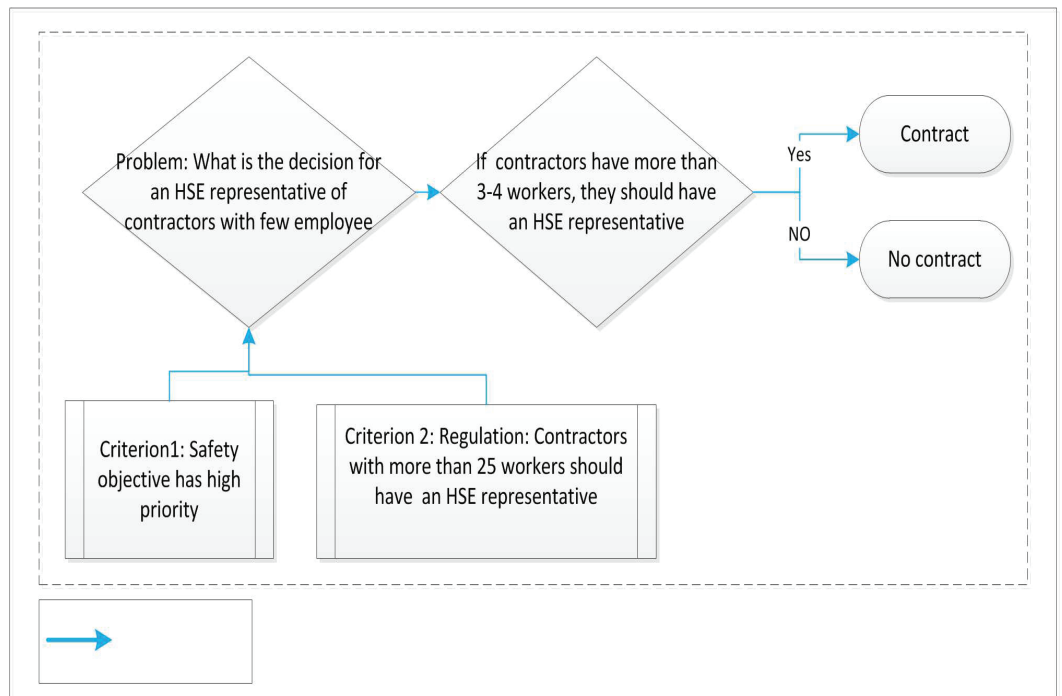 Problem: What is the decision for
an HSE representative of
contractors with few employee
If contractors have more than
3-4 workers, they should have
an HSE representative
Yes
NO
Contract
No contract
Criterion1: Safety
objective has high
priority
Criterion 2: Regulation: Contractors
with more than 25 workers should
have an HSE representative